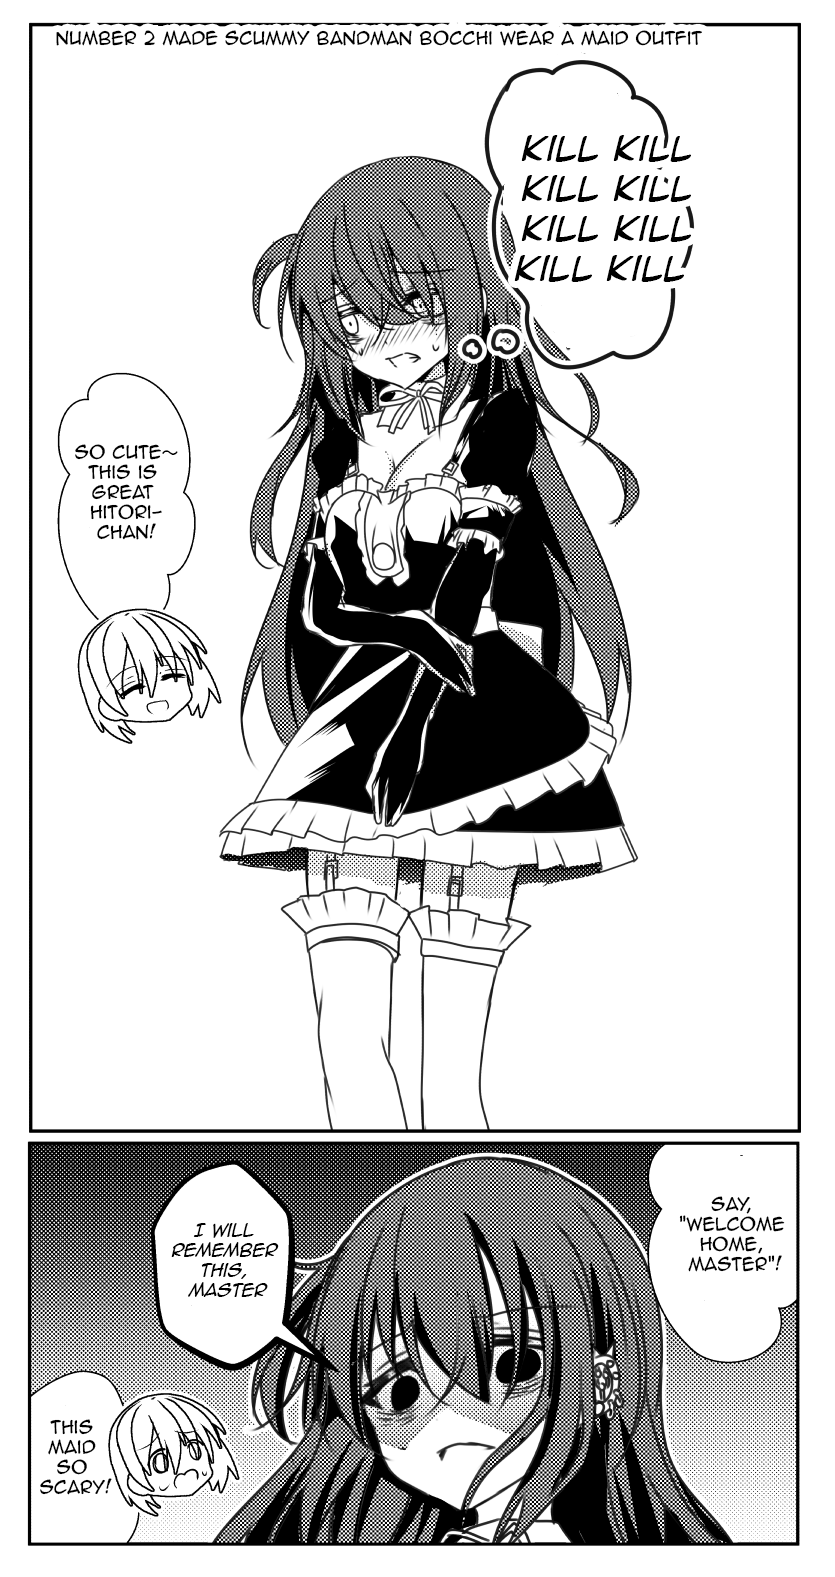 NUMBER 2 MADE SCUMMY BANDMAN BOCCHI WEAR A MAID OUTFIT
KILL KILL
KILL KILL
KILL KILL
KILL KILL
SO CUTE~
THIS IS
GREAT
HITORI-
CHAN!
SAY,
"WELCOME
HOME,
MASTER"!
I WILL
REMEMBER
THIS,
MASTER
THIS
MAID
SO
SCARY!